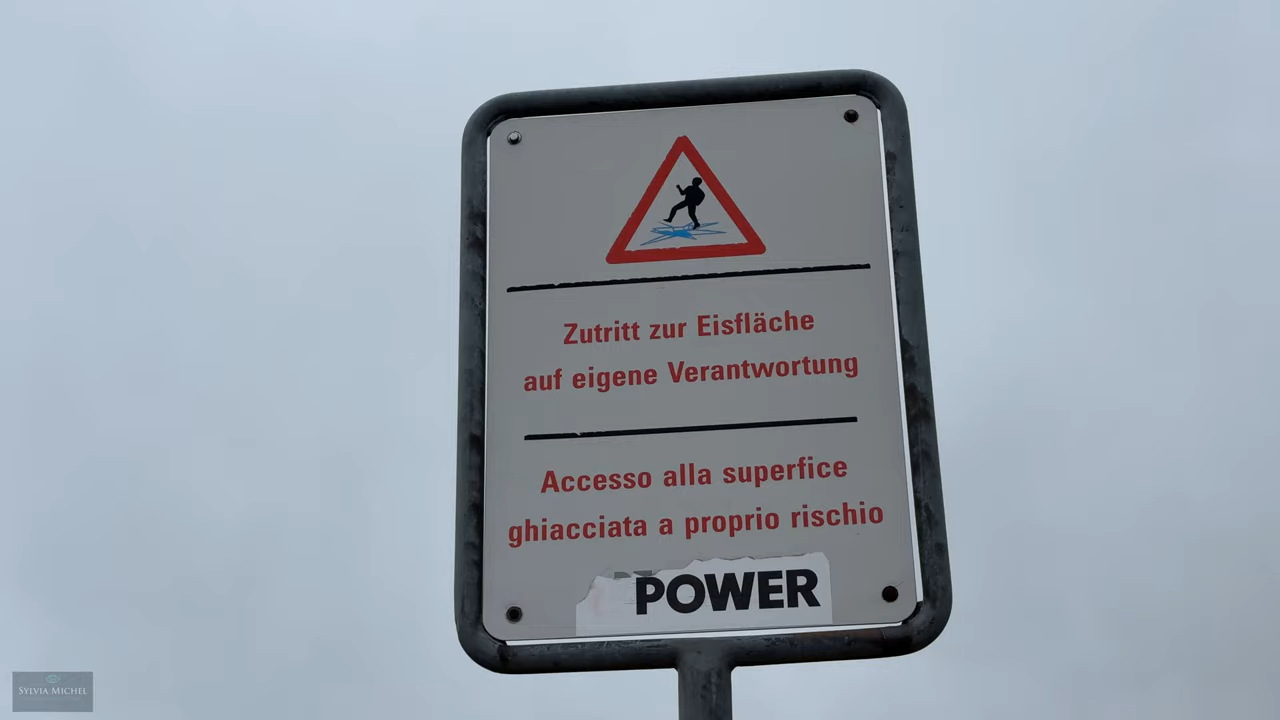 Zutritt zur Eisfläche
auf eigene Verantwortung
Accesso alla superfice
ghiacciata a proprio rischio
POWER
SYLVIA MICHEL